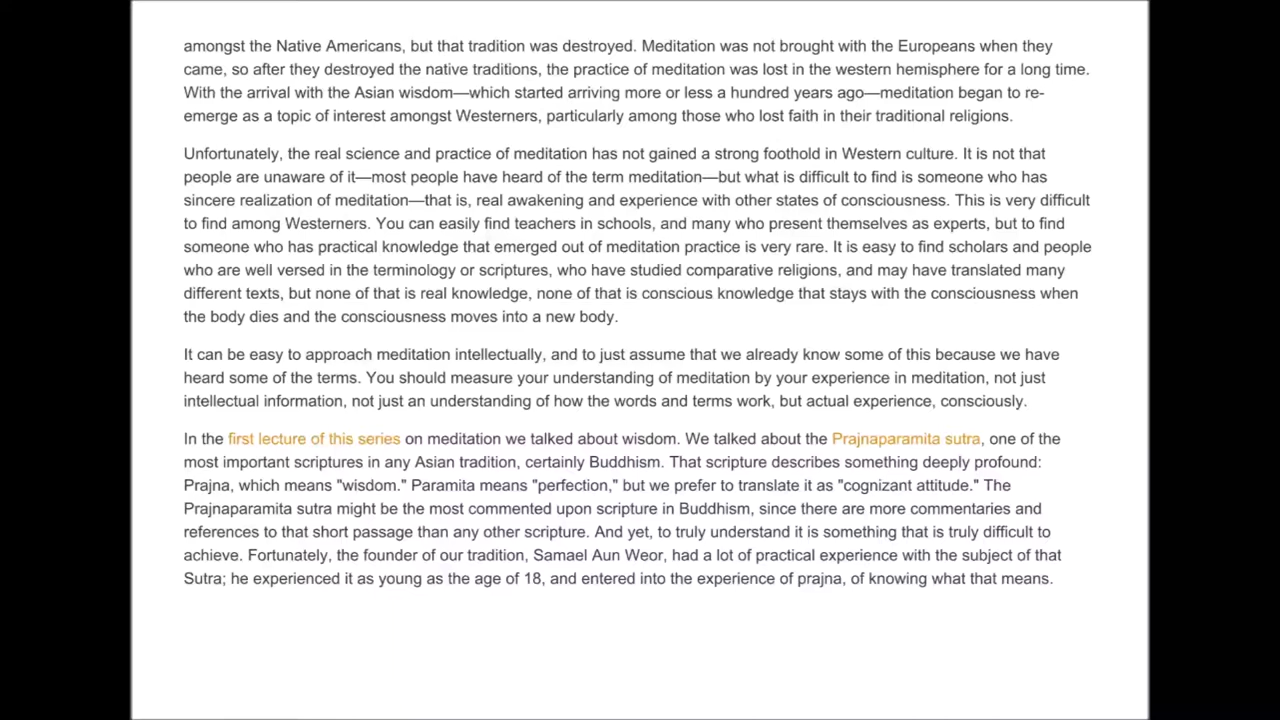 amongst the Native Americans, but that tradition was destroyed. Meditation was not brought with the Europeans when they
came, so after they destroyed the native traditions, the practice of meditation was lost in the western hemisphere for a long time.
With the arrival with the Asian wisdom—which started arriving more or less a hundred years ago—meditation began to re-
emerge as a topic of interest amongst Westerners, particularly among those who lost faith in their traditional religions.
Unfortunately, the real science and practice of meditation has not gained a strong foothold in Western culture. It is not that
people are unaware of it—most people have heard of the term meditation—but what is difficult to find is someone who has
sincere realization of meditation—that is, real awakening and experience with other states of consciousness. This is very difficult
to find among Westerners. You can easily find teachers in schools, and many who present themselves as experts, but to find
someone who has practical knowledge that emerged out of meditation practice is very rare. It is easy to find scholars and people
who are well versed in the terminology or scriptures, who have studied comparative religions, and may have translated many
different texts, but none of that is real knowledge, none of that is conscious knowledge that stays with the consciousness when
the body dies and the consciousness moves into a new body.
It can be easy to approach meditation intellectually, and to just assume that we already know some of this because we have
heard some of the terms. You should measure your understanding of meditation by your experience in meditation, not just
intellectual information, not just an understanding of how the words and terms work, but actual experience, consciously.
In the first lecture of this series on meditation we talked about wisdom. We talked about the Prajnaparamita sutra, one of the
most important scriptures in any Asian tradition, certainly Buddhism. That scripture describes something deeply profound:
Prajna, which means "wisdom." Paramita means "perfection," but we prefer to translate it as "cognizant attitude." The
Prajnaparamita sutra might be the most commented upon scripture in Buddhism, since there are more commentaries and
references to that short passage than any other scripture. And yet, to truly understand it is something that is truly difficult to
achieve. Fortunately, the founder of our tradition, Samael Aun Weor, had a lot of practical experience with the subject of that
Sutra; he experienced it as young as the age of 18, and entered into the experience of prajna, of knowing what that means.